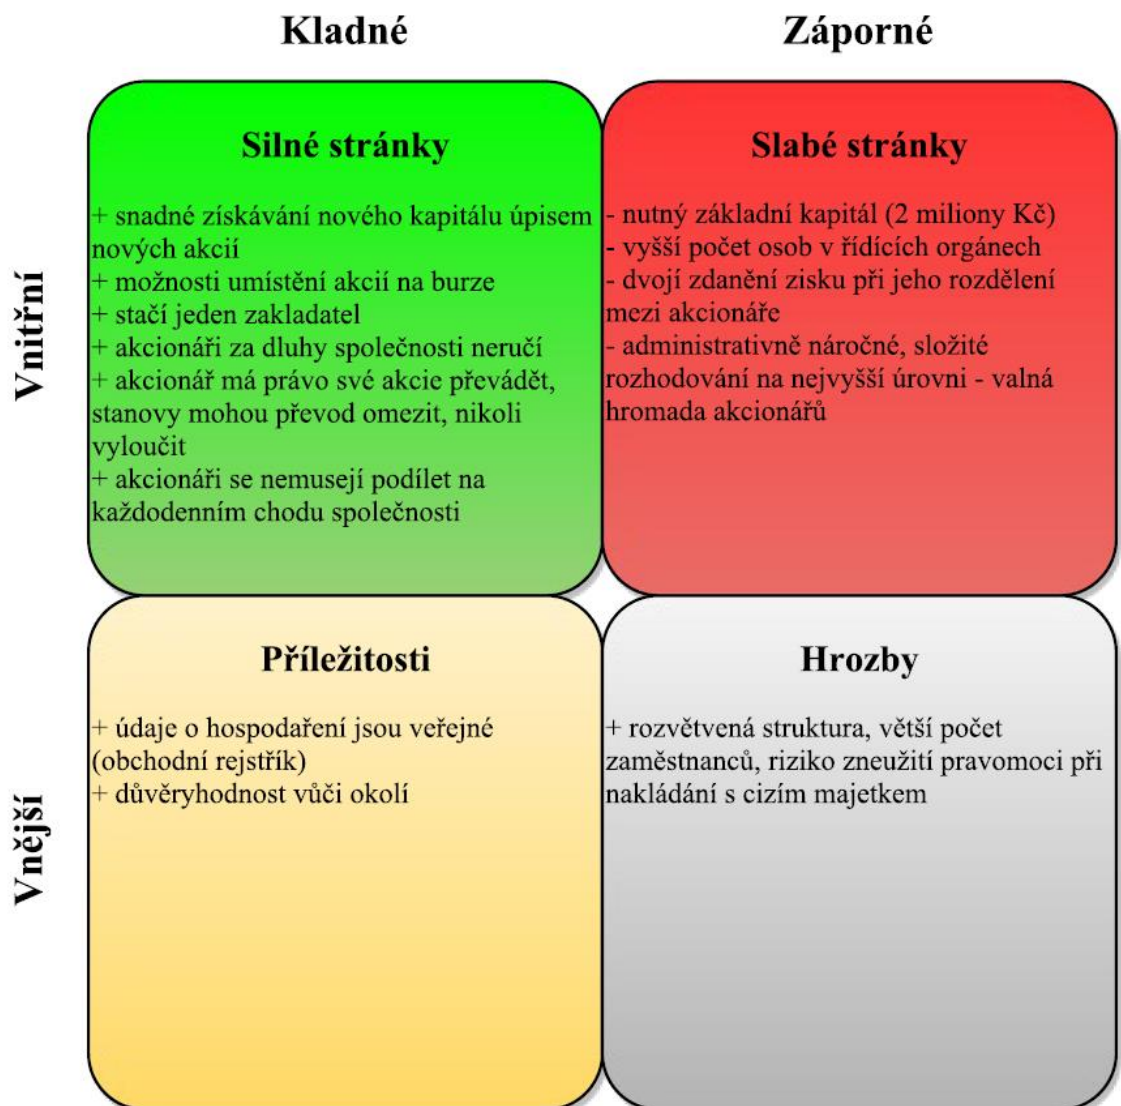 Kladné
Záporné
Vnitřní
Silné stránky
+ snadné získávání nového kapitálu úpisem
nových akcií
+ možnosti umístění akcií na burze
+ stačí jeden zakladatel
+ akcionáři za dluhy společnosti neručí
+ akcionář má právo své akcie převádět,
stanovy mohou převod omezit, nikoli
vyloučit
+ akcionáři se nemusejí podílet na
každodenním chodu společnosti
Slabé stránky
- nutný základní kapitál (2 miliony Kč)
- vyšší počet osob v řídících orgánech
- dvojí zdanění zisku při jeho rozdělení
mezi akcionáře
- administrativně náročné, složité
rozhodování na nejvyšší úrovni - valná
hromada akcionářů
Vnější
Příležitosti
+ údaje o hospodaření jsou veřejné
(obchodní rejstřík)
+ důvěryhodnost vůči okolí
Hrozby
+ rozvětvená struktura, větší počet
zaměstnanců, riziko zneužití pravomoci při
nakládání s cizím majetkem